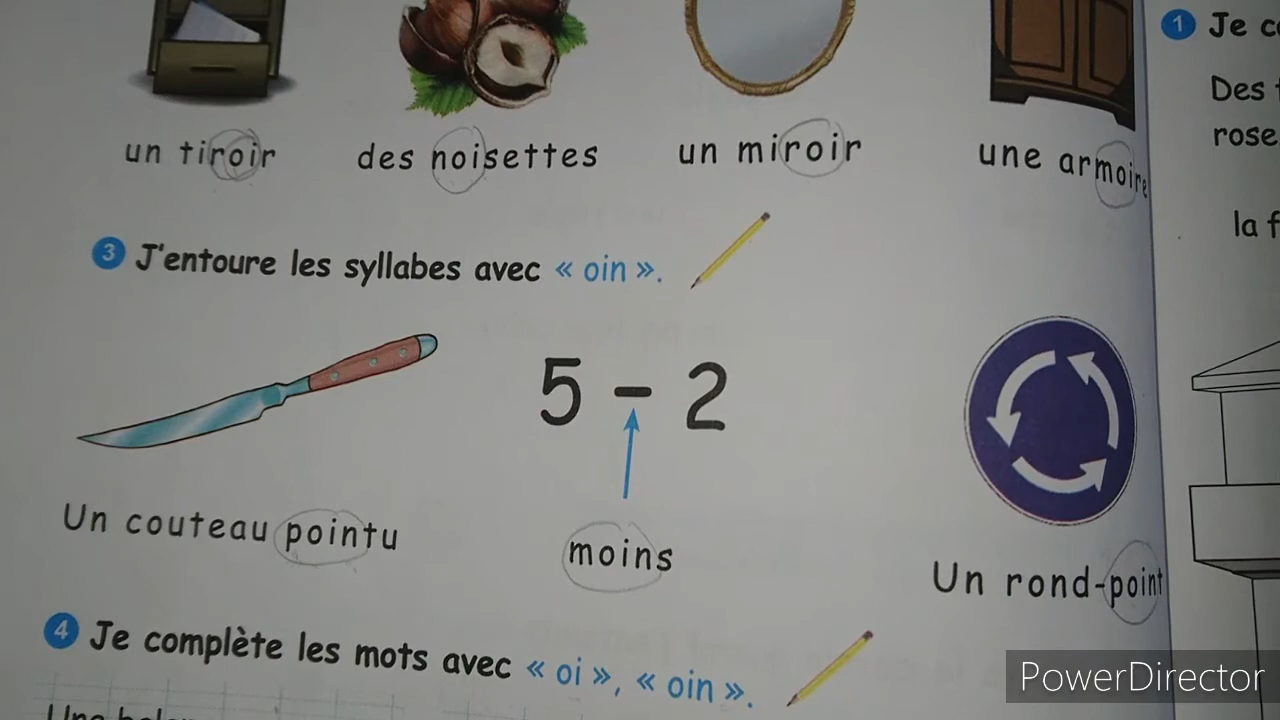 un tiroir des noisettes un miroir une armoire
3 J'entoure les syllabes avec « oin ».
5 - 2
Un couteau pointu moins Un rond-point
4 Je complète les mots avec « oi », « oin ».
Une
1 Je
Des
rose
la
PowerDirector